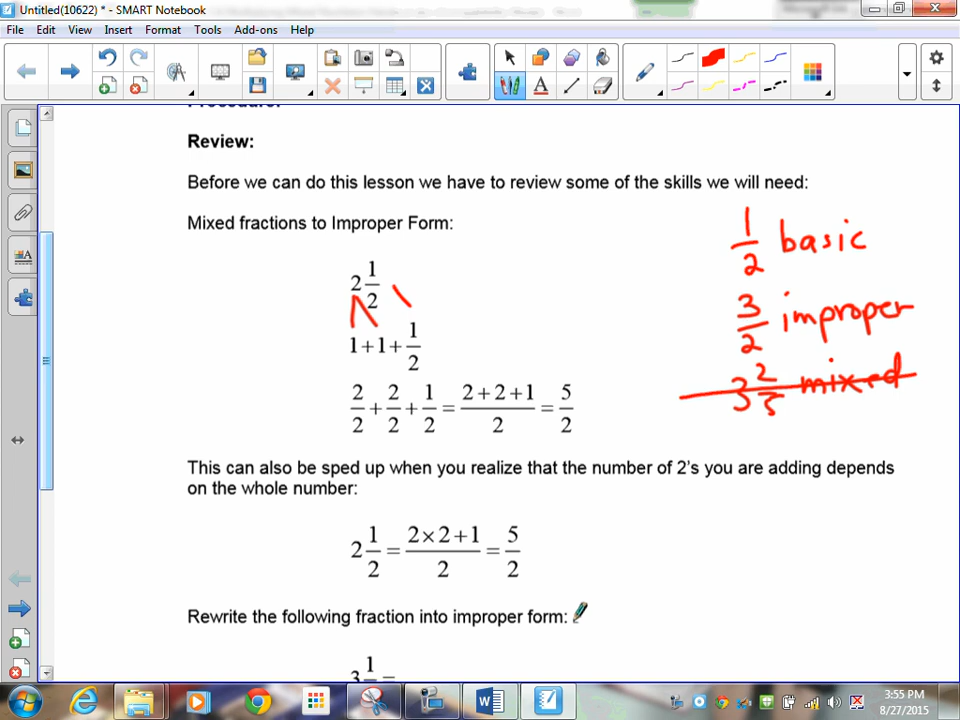 Untitled(10622) * - SMART Notebook
File Edit View Insert Format Tools Add-ons Help
Procedure:
Review:
Before we can do this lesson we have to review some of the skills we will need:
Mixed fractions to Improper Form:
2 1/2
1+1+ 1/2
2/2 + 2/2 + 1/2 = (2+2+1)/2 = 5/2
This can also be sped up when you realize that the number of 2's you are adding depends
on the whole number:
2 1/2 = (2×2+1)/2 = 5/2
Rewrite the following fraction into improper form:
3 1
1/2 basic
3/2 improper
3 2/3 mixed
3:55 PM
8/27/2015